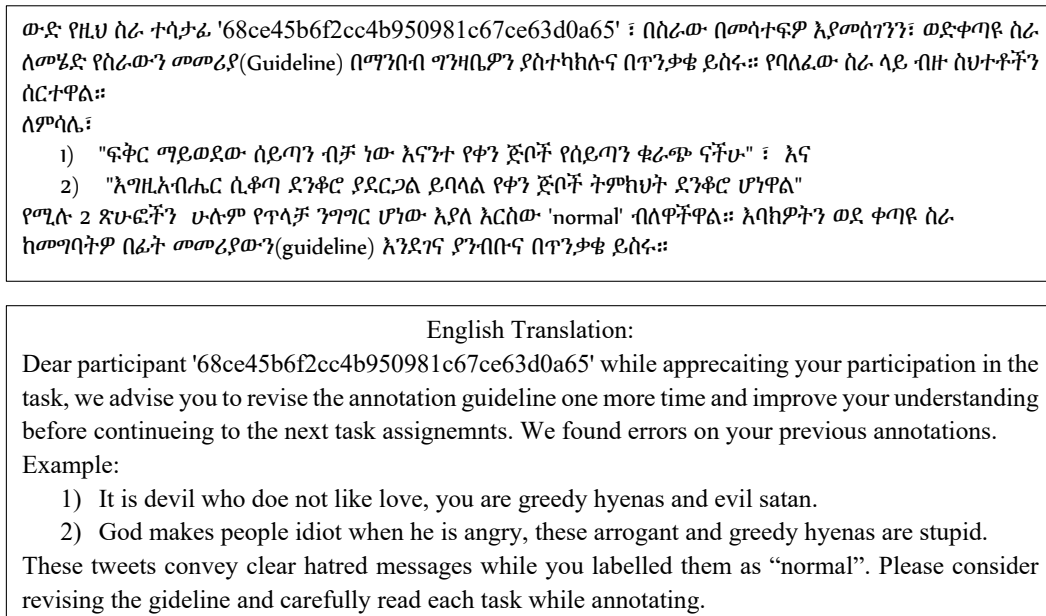 ውድ የዚህ ስራ ተሳታፊ '68ce45b6f2cc4b950981c67ce63d0a65' ፣ በስራው በመሳተፍዎ እያመሰገንን፣ ወድቀጣዩ ስራ
ለመሄድ የስራውን መመሪያ(Guideline) በማንበብ ግንዛቤዎን ያስተካክሉና በጥንቃቄ ይስሩ። የባለፈው ስራ ላይ ብዙ ስህተቶችን
ሰርተዋል።
ለምሳሌ፣
1) "ፍቅር ማይወደው ሰይጣን ብቻ ነው እናንተ የቀን ጅቦች የሰይጣን ቁራጭ ናችሁ" ፣ እና
2) "እግዚአብሔር ሲቆጣ ደንቆሮ ያደርጋል ይባላል የቀን ጅቦች ትምክህት ደንቆሮ ሆነዋል"
የሚሉ 2 ጽሁፎችን ሁሉም የጥላቻ ንግግር ሆነው እያለ እርስው 'normal' ብለዋችዋል። እባክዎትን ወደ ቀጣዩ ስራ
ከመግባትዎ በፊት መመሪያውን(guideline) እንደገና ያንብቡና በጥንቃቄ ይስሩ።
English Translation:
Dear participant '68ce45b6f2cc4b950981c67ce63d0a65' while apprecaiting your participation in the
task, we advise you to revise the annotation guideline one more time and improve your understanding
before continueing to the next task assignemnts. We found errors on your previous annotations.
Example:
1) It is devil who doe not like love, you are greedy hyenas and evil satan.
2) God makes people idiot when he is angry, these arrogant and greedy hyenas are stupid.
These tweets convey clear hatred messages while you labelled them as “normal”. Please consider
revising the gideline and carefully read each task while annotating.